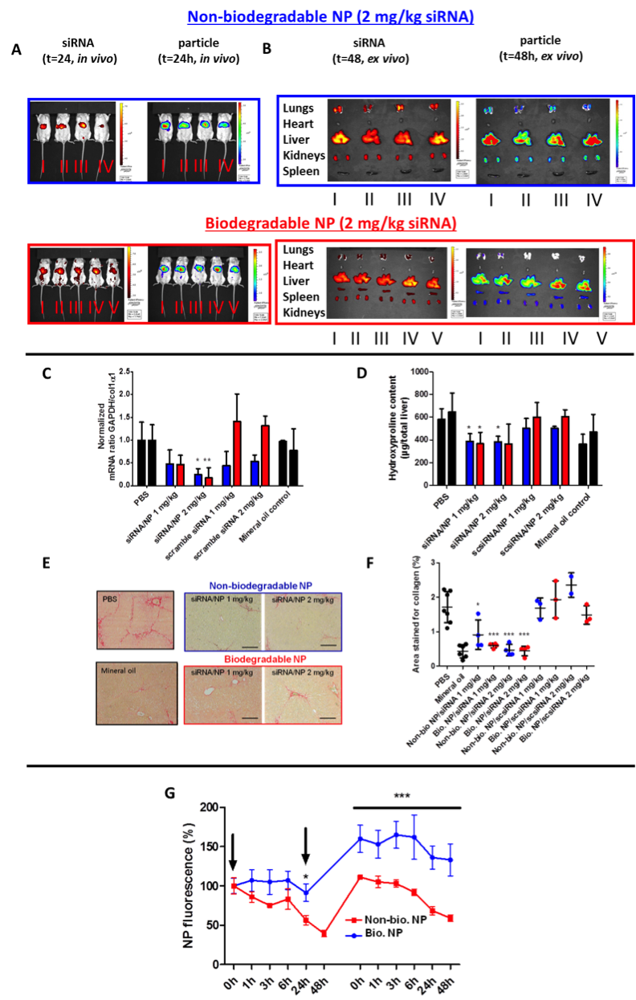 Non-biodegradable NP (2 mg/kg siRNA)
A
siRNA
(t=24, in vivo)
particle
(t=24h, in vivo)
B
siRNA
(t=48, ex vivo)
particle
(t=48h, ex vivo)
I II III IV
I II III IV
Lungs
Heart
Liver
Kidneys
Spleen
I II III IV
I II III IV
Biodegradable NP (2 mg/kg siRNA)
I II III IV V
I II III IV V
Lungs
Heart
Liver
Spleen
Kidneys
I II III IV V
I II III IV V
C
Normalized
mRNA ratio GAPDH/col1α1
2.5
2.0
1.5
1.0
0.5
0.0
* **
PBS
siRNA/NP 1 mg/kg
siRNA/NP 2 mg/kg
scramble siRNA 1 mg/kg
scramble siRNA 2 mg/kg
Mineral oil control
D
Hydroxyproline content
(µg/total liver)
1000
800
600
400
200
0
* * *
PBS
siRNA/NP 1 mg/kg
siRNA/NP 2 mg/kg
scsiRNA/NP 1 mg/kg
scsiRNA/NP 2 mg/kg
Mineral oil control
E
Non-biodegradable NP
PBS
siRNA/NP 1 mg/kg
siRNA/NP 2 mg/kg
Biodegradable NP
Mineral oil
siRNA/NP 1 mg/kg
siRNA/NP 2 mg/kg
F
Area stained for collagen (%)
3
2
1
0
* *** *** ***
PBS
Mineral oil
Non-bio NP/siRNA 1 mg/kg
Bio. NP/siRNA 1 mg/kg
Non-bio. NP/siRNA 2 mg/kg
Bio. NP/siRNA 2 mg/kg
Non-bio. NP/scsiRNA 1 mg/kg
Bio. NP/scsiRNA 1 mg/kg
Non-bio. NP/scsiRNA 2 mg/kg
Bio. NP/scsiRNA 2 mg/kg
G
NP fluorescence (%)
200
150
100
50
0
*
***
Non-bio. NP
Bio. NP
0h 1h 3h 6h 24h 48h 0h 1h 3h 6h 24h 48h